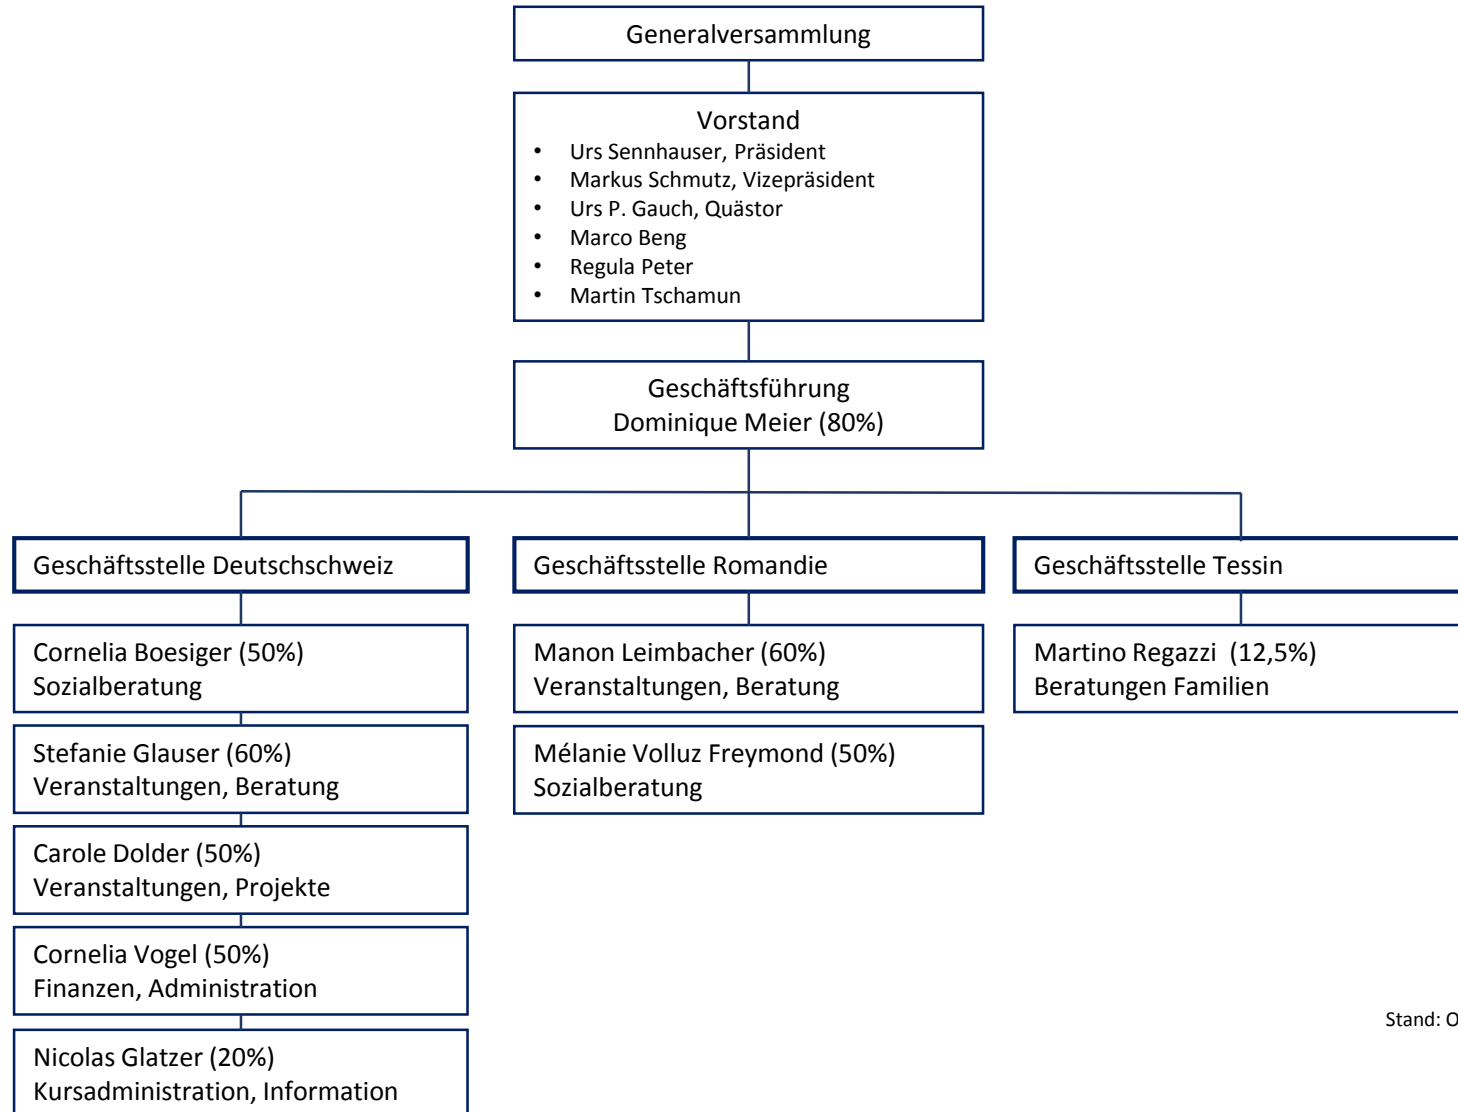 Generalversammlung
Vorstand
• Urs Sennhauser, Präsident
• Markus Schmutz, Vizepräsident
• Urs P. Gauch, Quästor
• Marco Beng
• Regula Peter
• Martin Tschamun
Geschäftsführung
Dominique Meier (80%)
Geschäftsstelle Deutschschweiz
Cornelia Boesiger (50%)
Sozialberatung
Stefanie Glauser (60%)
Veranstaltungen, Beratung
Carole Dolder (50%)
Veranstaltungen, Projekte
Cornelia Vogel (50%)
Finanzen, Administration
Nicolas Glatzer (20%)
Kursadministration, Information
Geschäftsstelle Romandie
Manon Leimbacher (60%)
Veranstaltungen, Beratung
Mélanie Volluz Freymond (50%)
Sozialberatung
Geschäftsstelle Tessin
Martino Regazzi (12,5%)
Beratungen Familien
Stand: